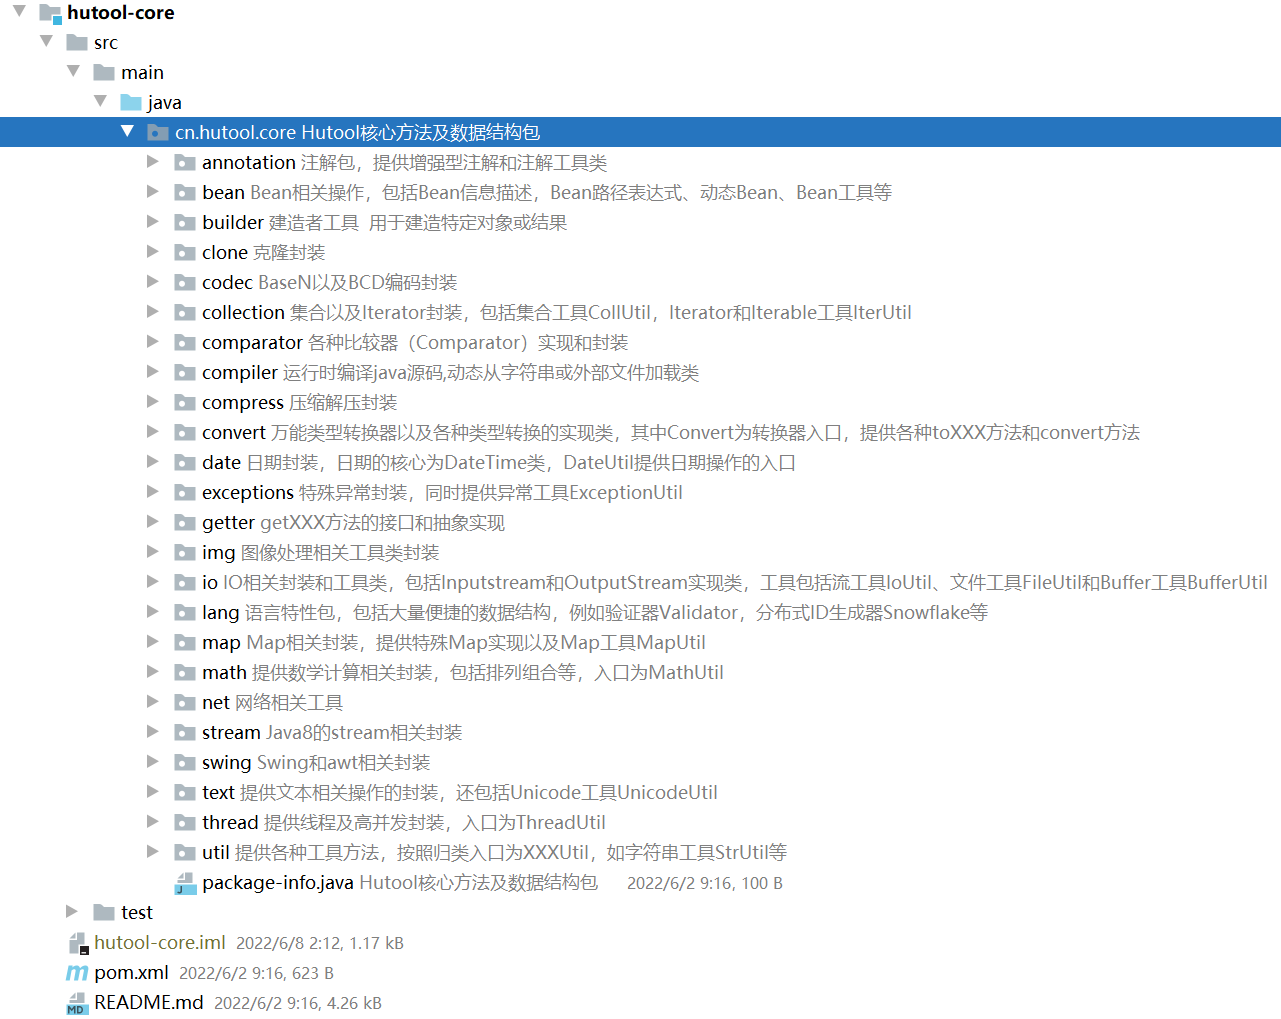 hutool-core
src
main
java
cn.hutool.core Hutool核心方法及数据结构包
annotation 注解包，提供增强型注解和注解工具类
bean Bean相关操作，包括Bean信息描述，Bean路径表达式、动态Bean、Bean工具等
builder 建造者工具 用于建造特定对象或结果
clone 克隆封装
codec BaseN以及BCD编码封装
collection 集合以及Iterator封装，包括集合工具CollUtil，Iterator和Iterable工具IterUtil
comparator 各种比较器（Comparator）实现和封装
compiler 运行时编译java源码,动态从字符串或外部文件加载类
compress 压缩解压封装
convert 万能类型转换器以及各种类型转换的实现类，其中Convert为转换器入口，提供各种toXXX方法和convert方法
date 日期封装，日期的核心为DateTime类，DateUtil提供日期操作的入口
exceptions 特殊异常封装，同时提供异常工具ExceptionUtil
getter getXXX方法的接口和抽象实现
img 图像处理相关工具类封装
io IO相关封装和工具类，包括Inputstream和OutputStream实现类，工具包括流工具IoUtil、文件工具FileUtil和Buffer工具BufferUtil
lang 语言特性包，包括大量便捷的数据结构，例如验证器Validator，分布式ID生成器Snowflake等
map Map相关封装，提供特殊Map实现以及Map工具MapUtil
math 提供数学计算相关封装，包括排列组合等，入口为MathUtil
net 网络相关工具
stream Java8的stream相关封装
swing Swing和awt相关封装
text 提供文本相关操作的封装，还包括Unicode工具UnicodeUtil
thread 提供线程及高并发封装，入口为ThreadUtil
util 提供各种工具方法，按照归类入口为XXXUtil，如字符串工具StrUtil等
package-info.java Hutool核心方法及数据结构包 2022/6/2 9:16, 100 B
test
hutool-core.iml 2022/6/8 2:12, 1.17 kB
pom.xml 2022/6/2 9:16, 623 B
README.md 2022/6/2 9:16, 4.26 kB